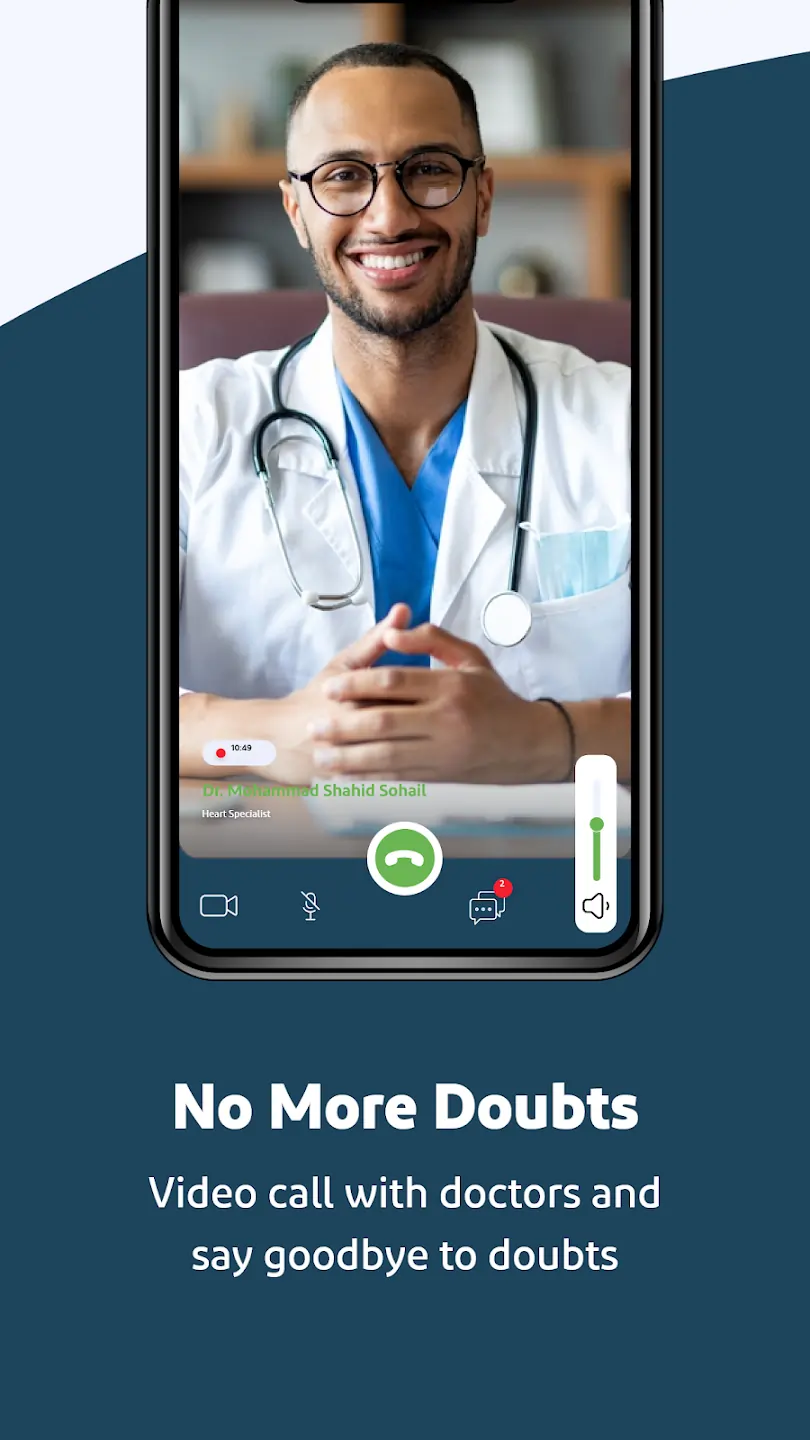 10:49
Dr. Mohammad Shahid Sohail
Heart Specialist
2
No More Doubts
Video call with doctors and
say goodbye to doubts